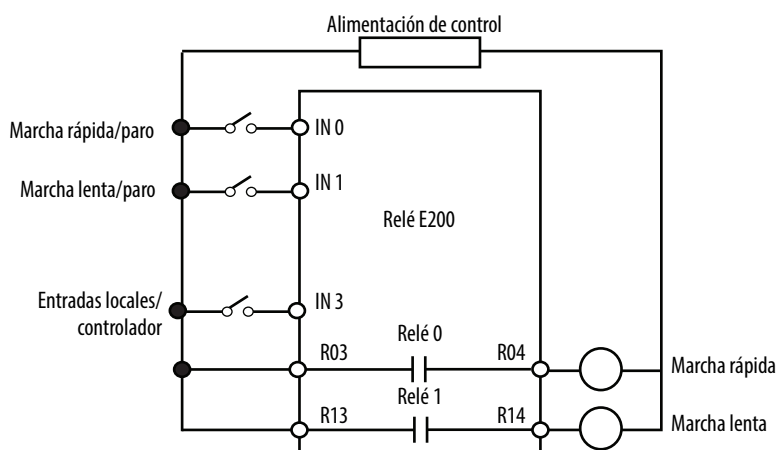 Alimentación de control
Marcha rápida/paro
IN 0
Marcha lenta/paro
IN 1
Relé E200
Entradas locales/
controlador
IN 3
Relé 0
R03
R04
Marcha rápida
Relé 1
R13
R14
Marcha lenta